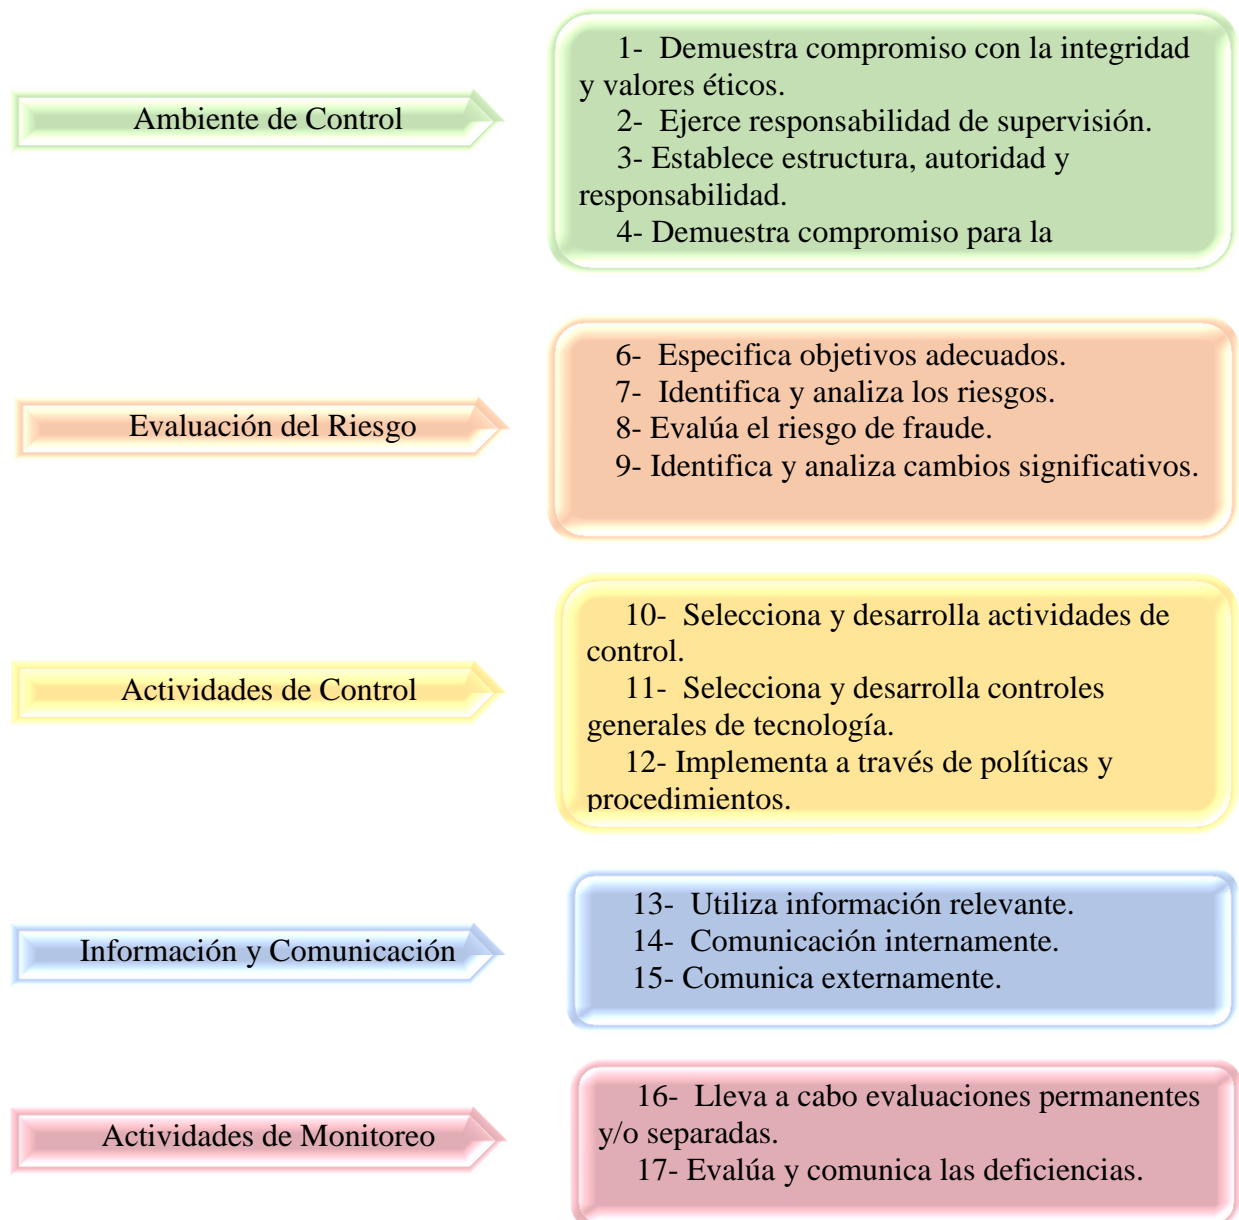 Ambiente de Control
1- Demuestra compromiso con la integridad
y valores éticos.
2- Ejerce responsabilidad de supervisión.
3- Establece estructura, autoridad y
responsabilidad.
4- Demuestra compromiso para la
Evaluación del Riesgo
6- Especifica objetivos adecuados.
7- Identifica y analiza los riesgos.
8- Evalúa el riesgo de fraude.
9- Identifica y analiza cambios significativos.
Actividades de Control
10- Selecciona y desarrolla actividades de
control.
11- Selecciona y desarrolla controles
generales de tecnología.
12- Implementa a través de políticas y
procedimientos.
Información y Comunicación
13- Utiliza información relevante.
14- Comunicación internamente.
15- Comunica externamente.
Actividades de Monitoreo
16- Lleva a cabo evaluaciones permanentes
y/o separadas.
17- Evalúa y comunica las deficiencias.